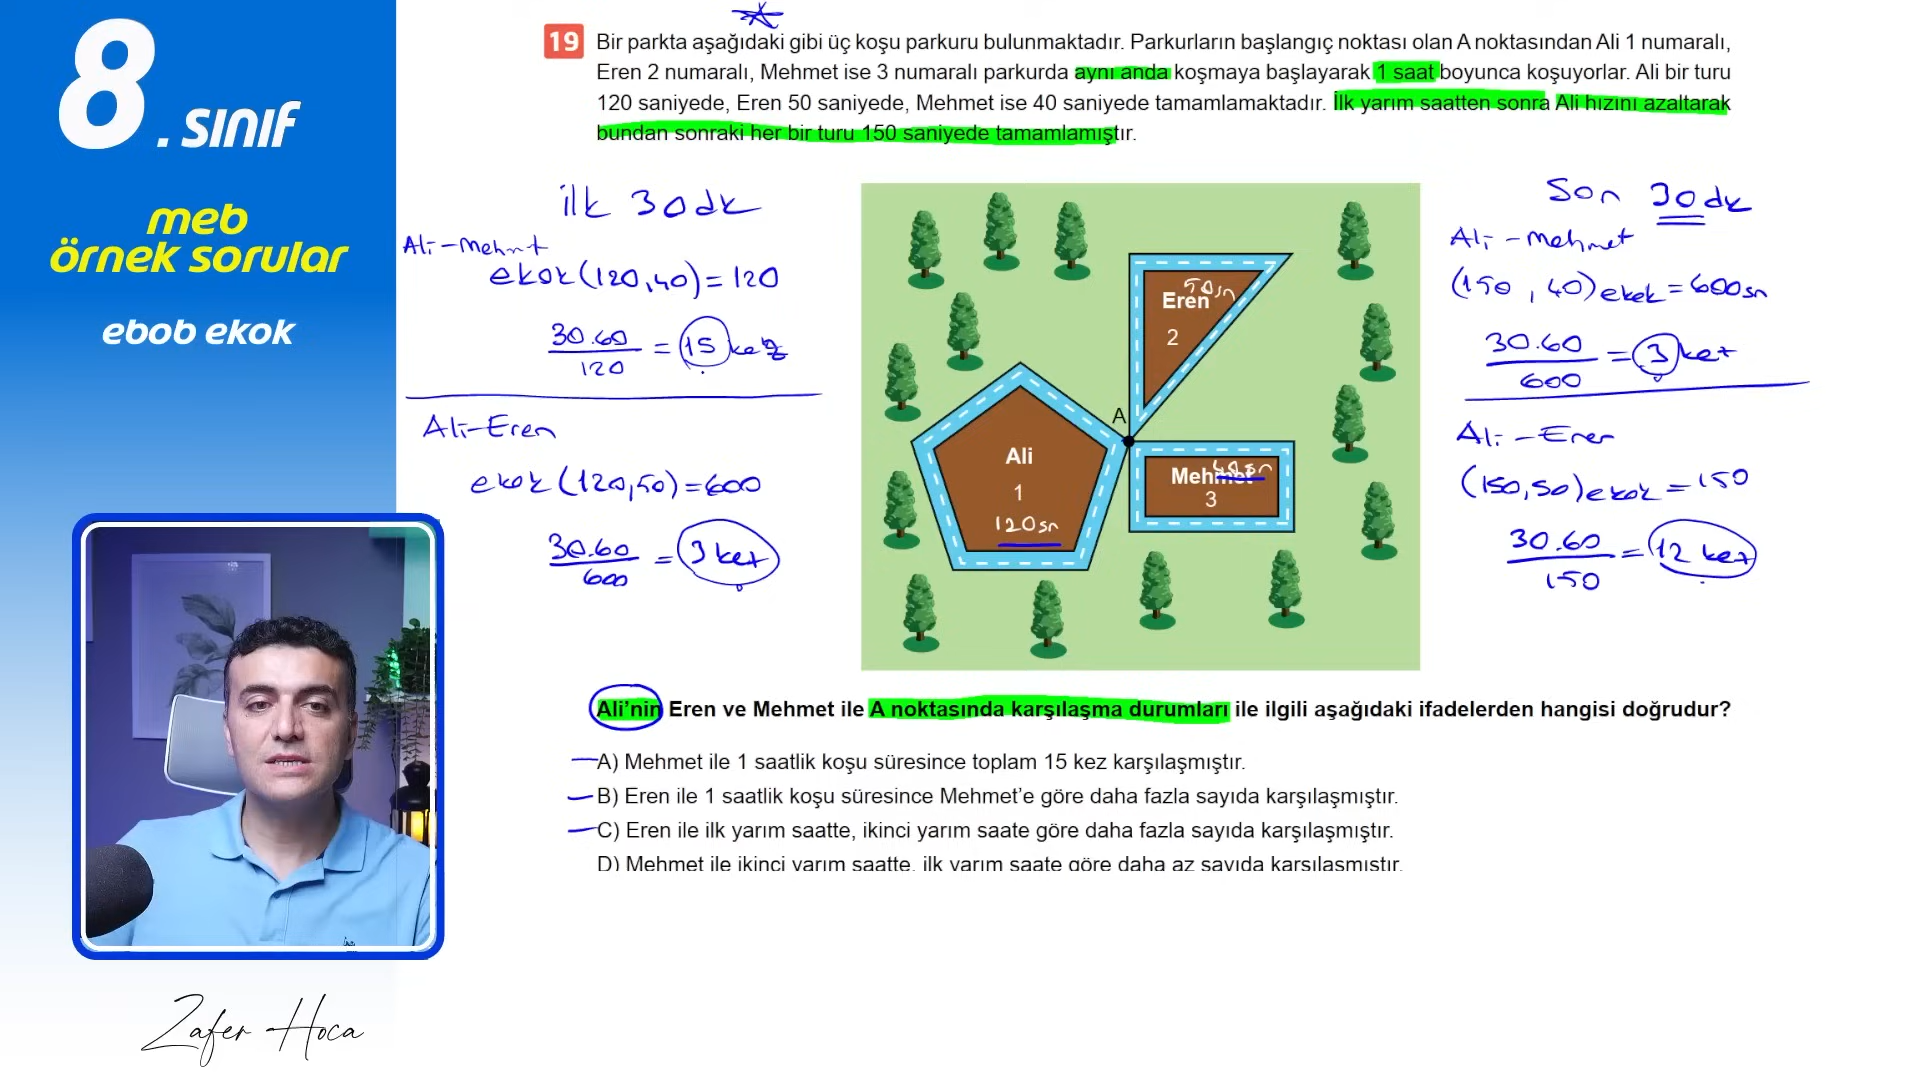 8. SINIF
meb
örnek sorular
ebob ekok
19 Bir parkta aşağıdaki gibi üç koşu parkuru bulunmaktadır. Parkurların başlangıç noktası olan A noktasından Ali 1 numaralı,
Eren 2 numaralı, Mehmet ise 3 numaralı parkurda aynı anda koşmaya başlayarak 1 saat boyunca koşuyorlar. Ali bir turu
120 saniyede, Eren 50 saniyede, Mehmet ise 40 saniyede tamamlamaktadır. İlk yarım saatten sonra Ali hızını azaltarak
bundan sonraki her bir turu 150 saniyede tamamlamıştır.
ilk 30 dk
Ali - Mehmt
ekok(120,40)=120
30.60
120
= 15 kez
Ali-Eren
ekok(120,50)=600
30.60
600
= 3 kez
50sn
Eren
2
A
Ali
1
120sn
40sn
Mehmet
3
Son 30 dk
Ali - Mehmet
(150, 40)ekok=600sn
30.60
600
= 3 kez
Ali - Eren
(150,50)ekok=150
30.60
150
= 12 kez
Ali’nin Eren ve Mehmet ile A noktasında karşılaşma durumları ile ilgili aşağıdaki ifadelerden hangisi doğrudur?
A) Mehmet ile 1 saatlik koşu süresince toplam 15 kez karşılaşmıştır.
B) Eren ile 1 saatlik koşu süresince Mehmet’e göre daha fazla sayıda karşılaşmıştır.
C) Eren ile ilk yarım saatte, ikinci yarım saate göre daha fazla sayıda karşılaşmıştır.
D) Mehmet ile ikinci yarım saatte, ilk yarım saate göre daha az sayıda karşılaşmıştır.
Zafer Hoca